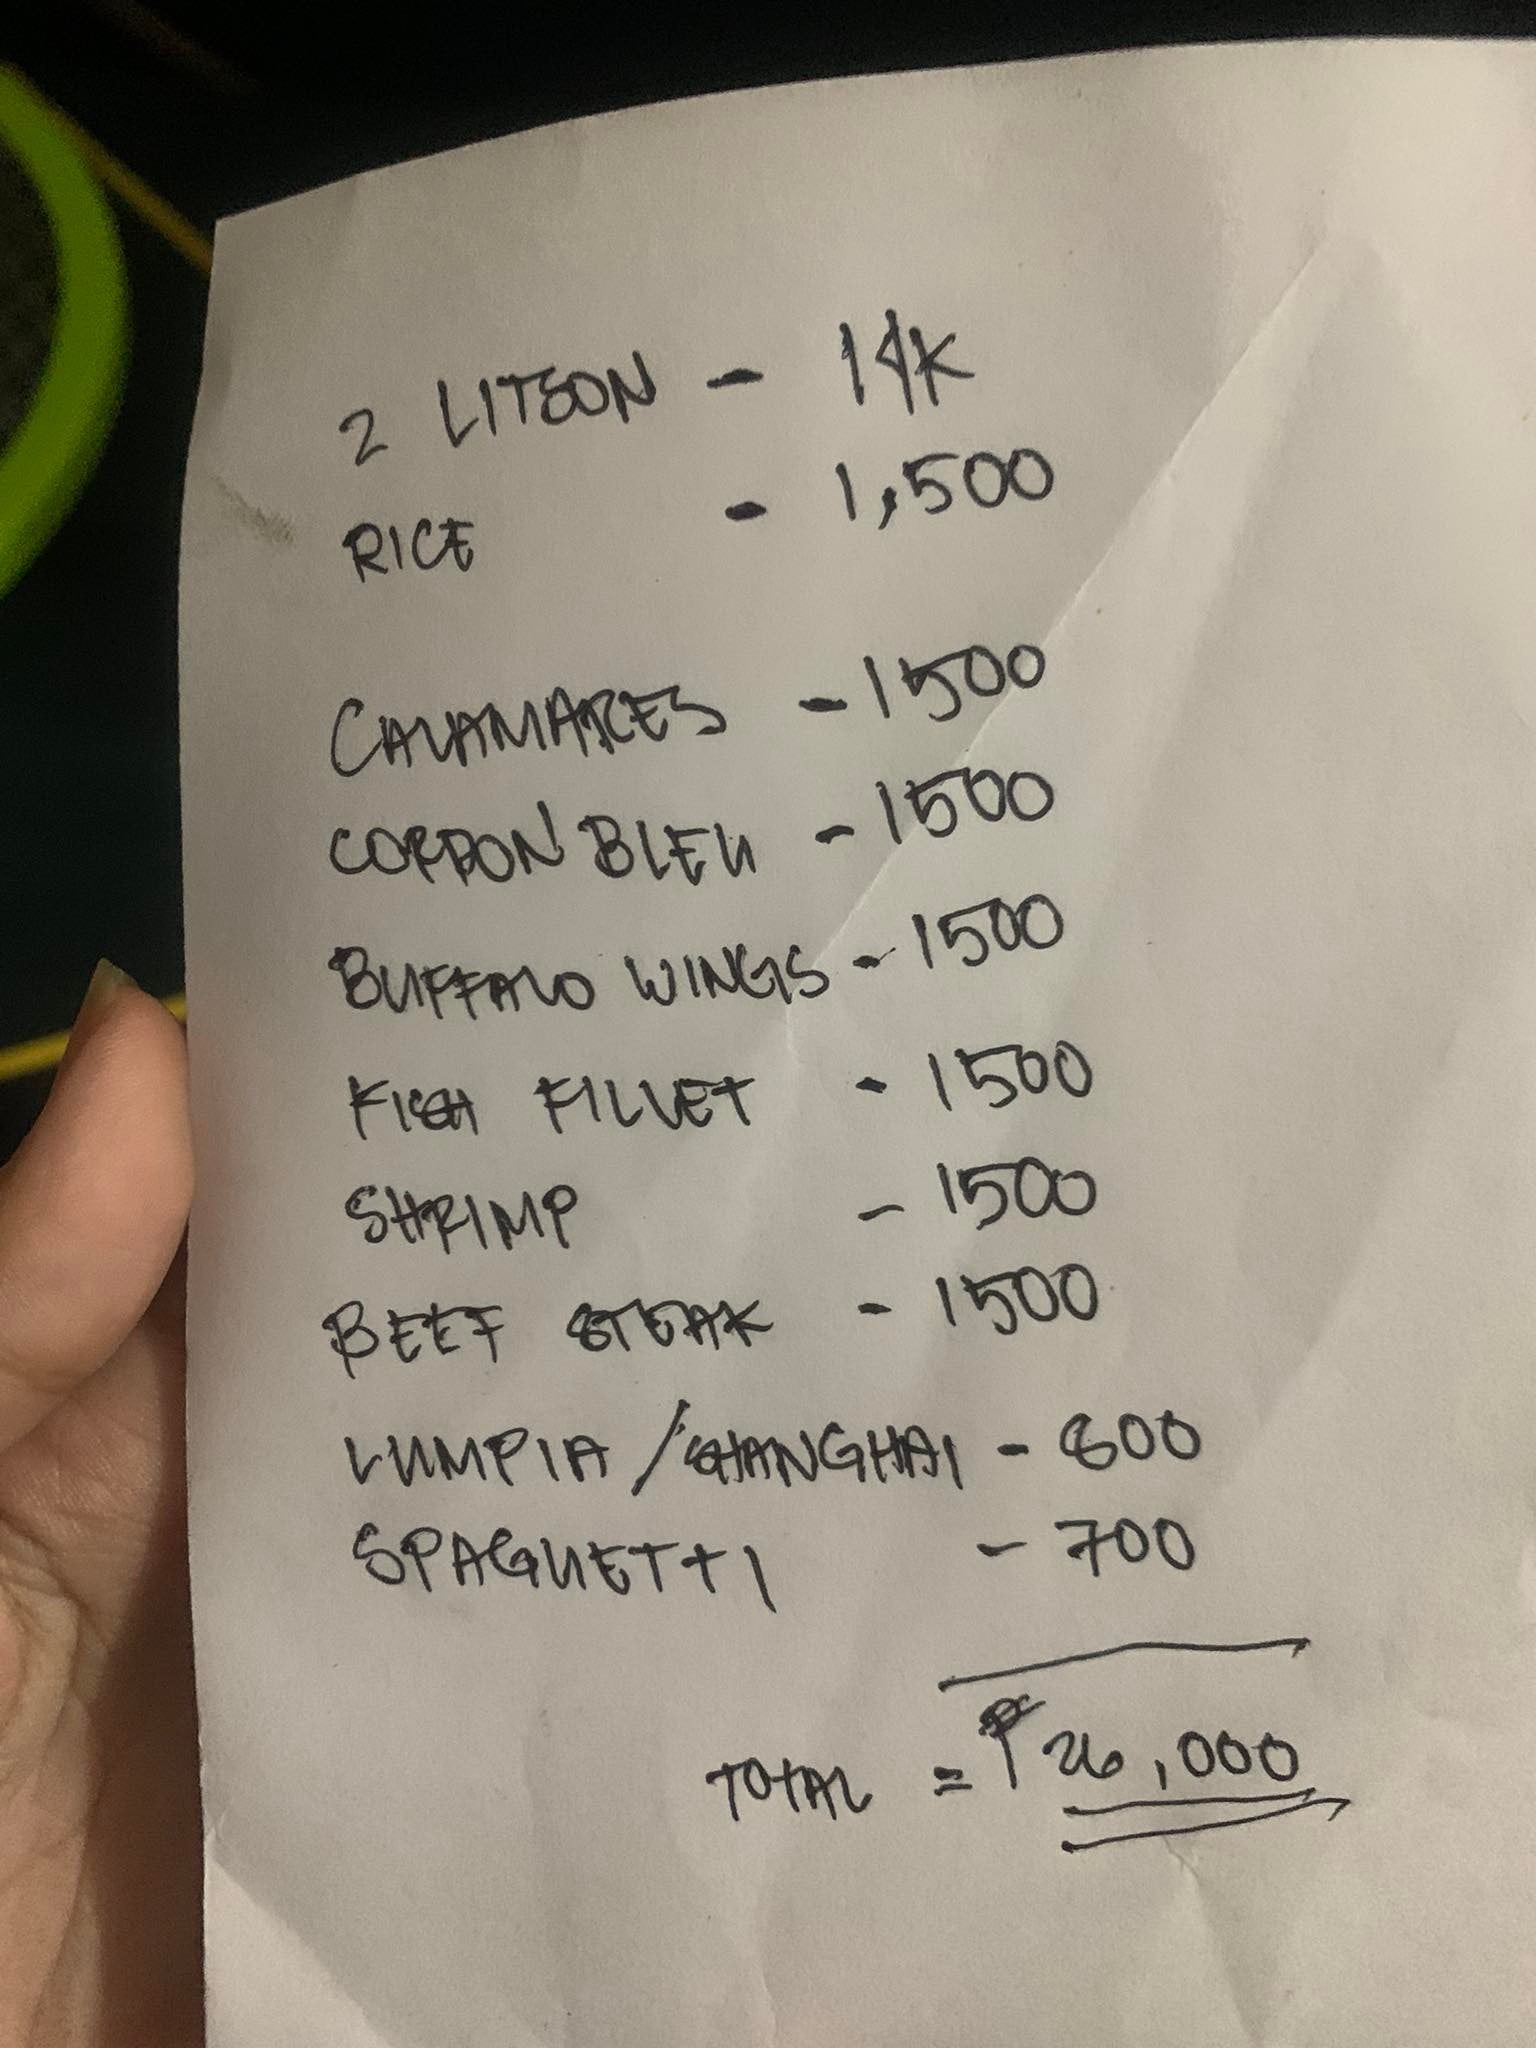 2 LITSON - 14K
RICE - 1,500
CALAMARES - 1500
CORDON BLEU - 1500
BUFFALO WINGS - 1500
FISH FILLET - 1500
SHRIMP - 1500
BEEF STEAK - 1500
LUMPIA / SHANGHAI - 800
SPAGUETTI - 700
TOTAL = ₱26,000